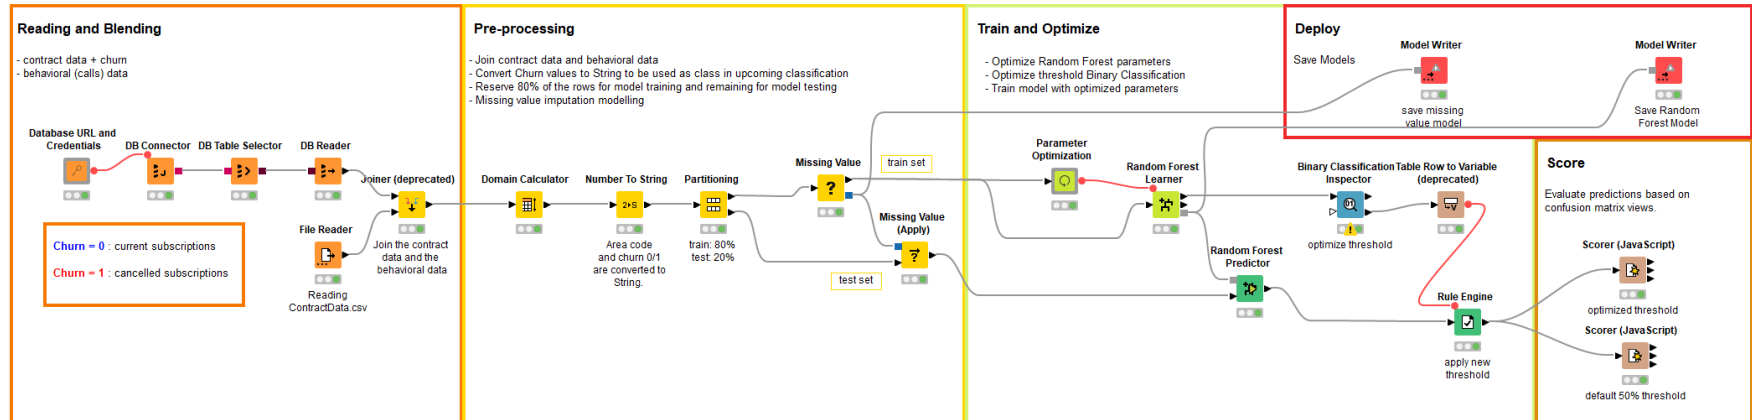 Reading and Blending
- contract data + churn
- behavioral (calls) data
Database URL and
Credentials
DB Connector
DB Table Selector
DB Reader
Joiner (deprecated)
Join the contract
data and the
behavioral data
File Reader
Reading
ContractData.csv
Churn = 0 : current subscriptions
Churn = 1 : cancelled subscriptions
Pre-processing
- Join contract data and behavioral data
- Convert Churn values to String to be used as class in upcoming classification
- Reserve 80% of the rows for model training and remaining for model testing
- Missing value imputation modelling
Domain Calculator
Number To String
2▸S
Area code
and churn 0/1
are converted to
String.
Partitioning
train: 80%
test: 20%
Missing Value
?
train set
Missing Value
(Apply)
?
test set
Train and Optimize
- Optimize Random Forest parameters
- Optimize threshold Binary Classification
- Train model with optimized parameters
Parameter
Optimization
Random Forest
Learner
Random Forest
Predictor
Binary Classification
Inspector
01
optimize threshold
Table Row to Variable
(deprecated)
V
Rule Engine
apply new
threshold
Deploy
Save Models
Model Writer
save missing
value model
Model Writer
Save Random
Forest Model
Score
Evaluate predictions based on
confusion matrix views.
Scorer (JavaScript)
optimized threshold
Scorer (JavaScript)
default 50% threshold